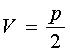 V = p/2